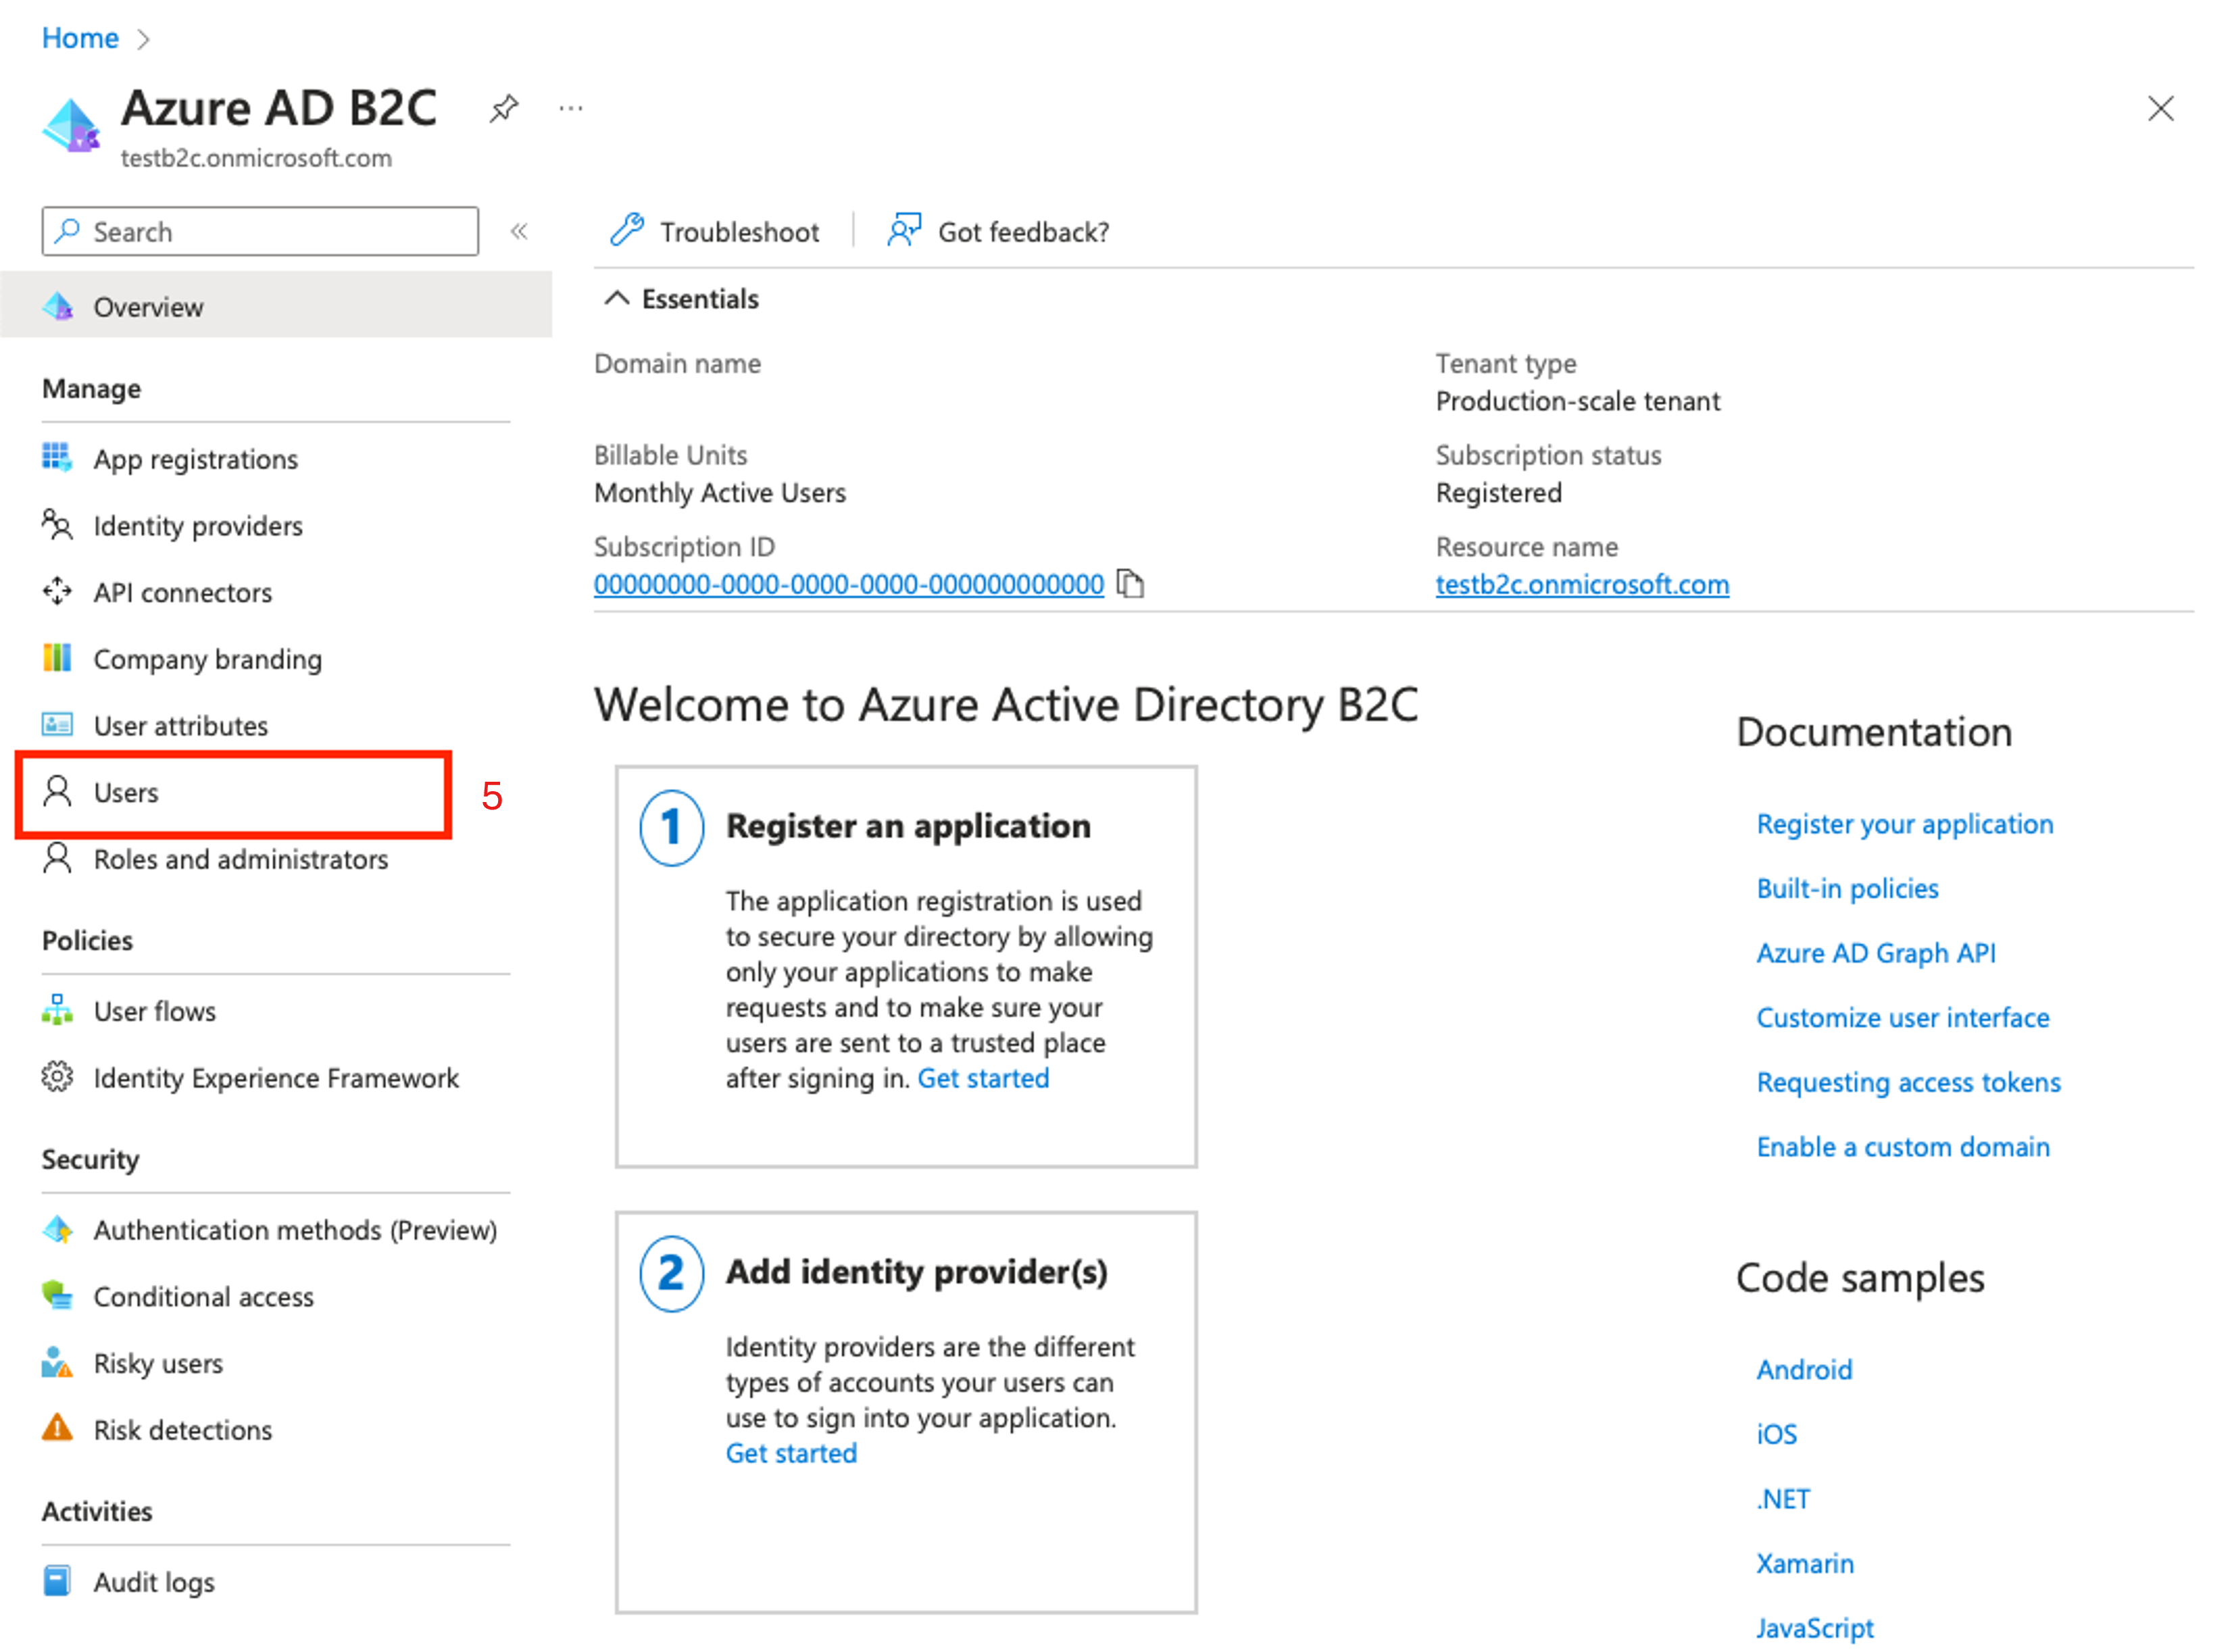 Home
Azure AD B2C
testb2c.onmicrosoft.com
Search
Overview
Manage
App registrations
Identity providers
API connectors
Company branding
User attributes
Users
5
Roles and administrators
Policies
User flows
Identity Experience Framework
Security
Authentication methods (Preview)
Conditional access
Risky users
Risk detections
Activities
Audit logs
Troubleshoot
Got feedback?
Essentials
Domain name
Billable Units
Monthly Active Users
Subscription ID
00000000-0000-0000-0000-000000000000
Tenant type
Production-scale tenant
Subscription status
Registered
Resource name
testb2c.onmicrosoft.com
Welcome to Azure Active Directory B2C
1
Register an application
The application registration is used
to secure your directory by allowing
only your applications to make
requests and to make sure your
users are sent to a trusted place
after signing in. Get started
2
Add identity provider(s)
Identity providers are the different
types of accounts your users can
use to sign into your application.
Get started
Documentation
Register your application
Built-in policies
Azure AD Graph API
Customize user interface
Requesting access tokens
Enable a custom domain
Code samples
Android
iOS
.NET
Xamarin
JavaScript